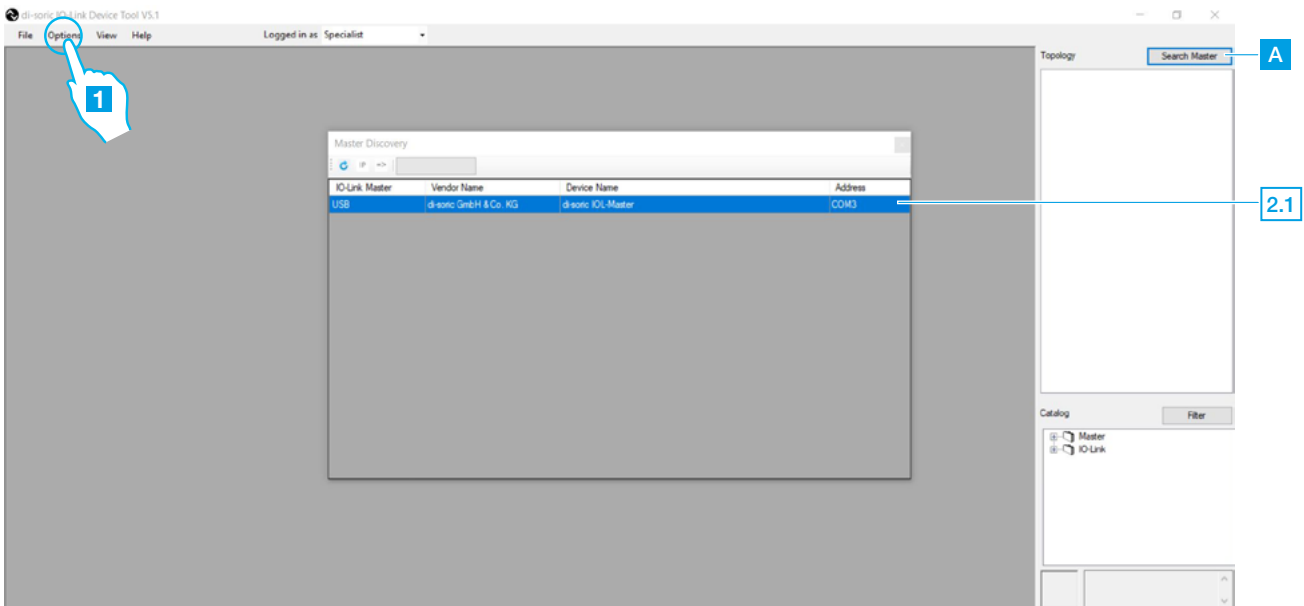 di-soric IO-Link Device Tool V5.1
File Options View Help Logged in as Specialist
1
Topology Search Master A
Master Discovery
IP =>
IO-Link Master Vendor Name Device Name Address
USB di-soric GmbH & Co. KG di-soric IOL-Master COM3
2.1
Catalog Filter
Master
IO-Link